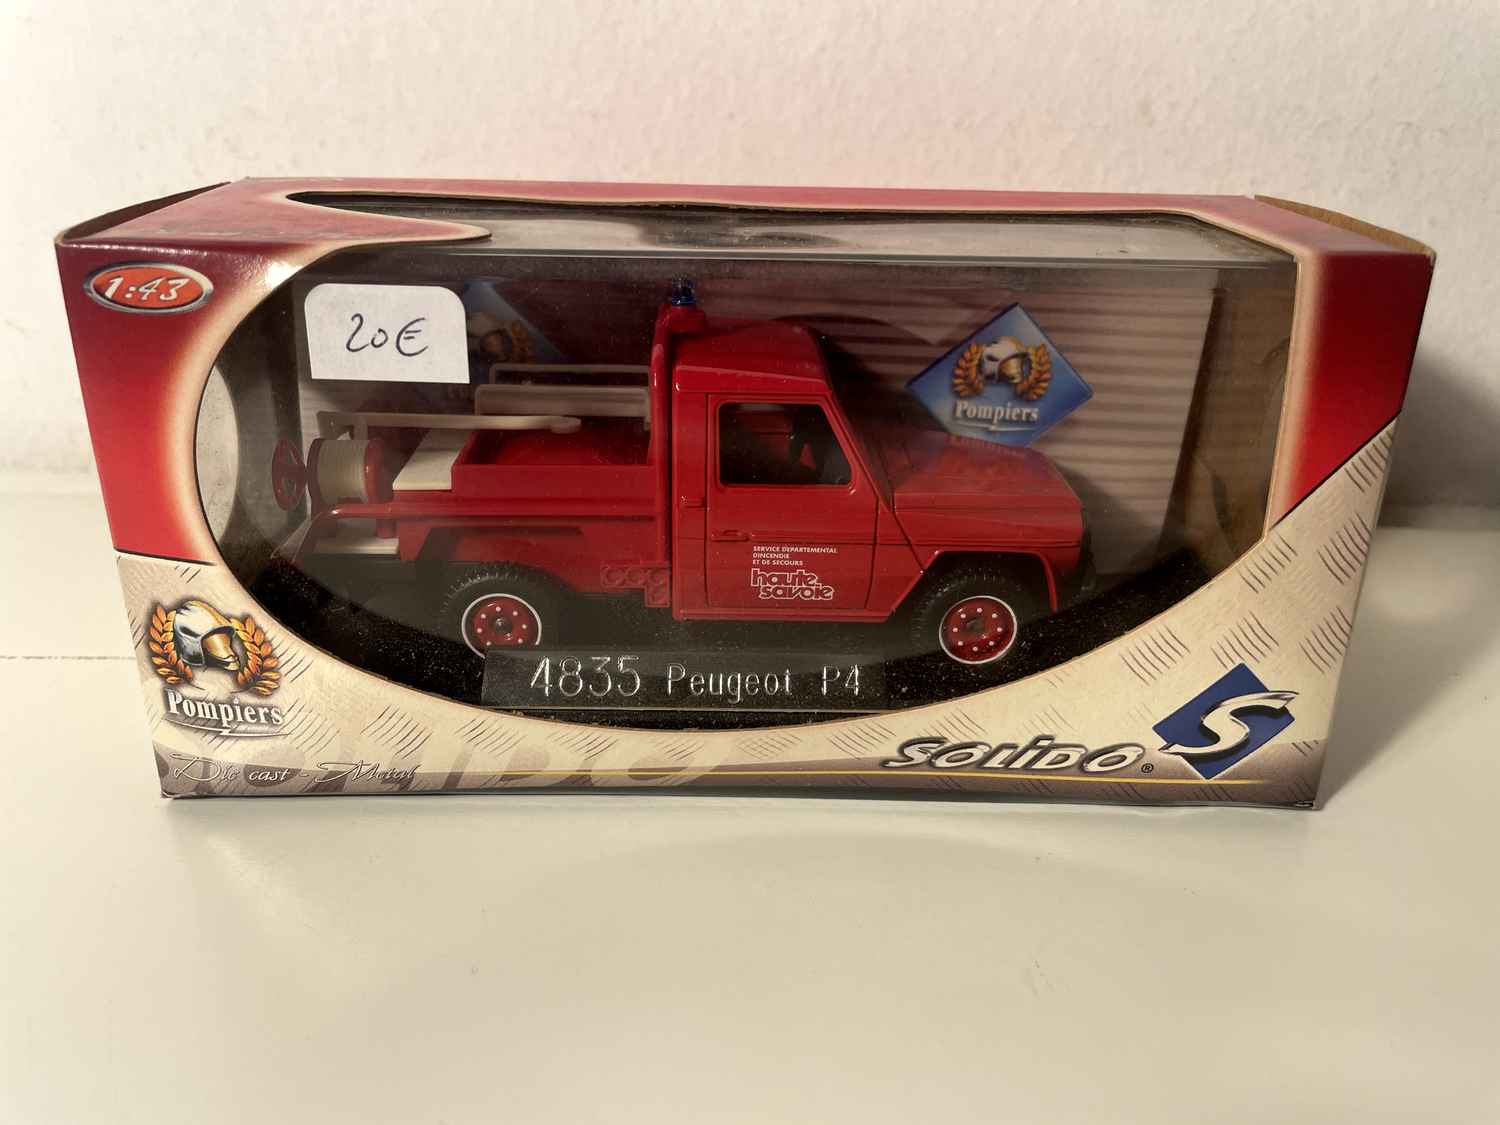 1:43
20€
Pompiers
SERVICE DEPARTEMENTAL
D'INCENDIE
ET DE SECOURS
haute
savoie
4835 Peugeot P4
Pompiers
Die cast - Metal
SOLIDO®
S